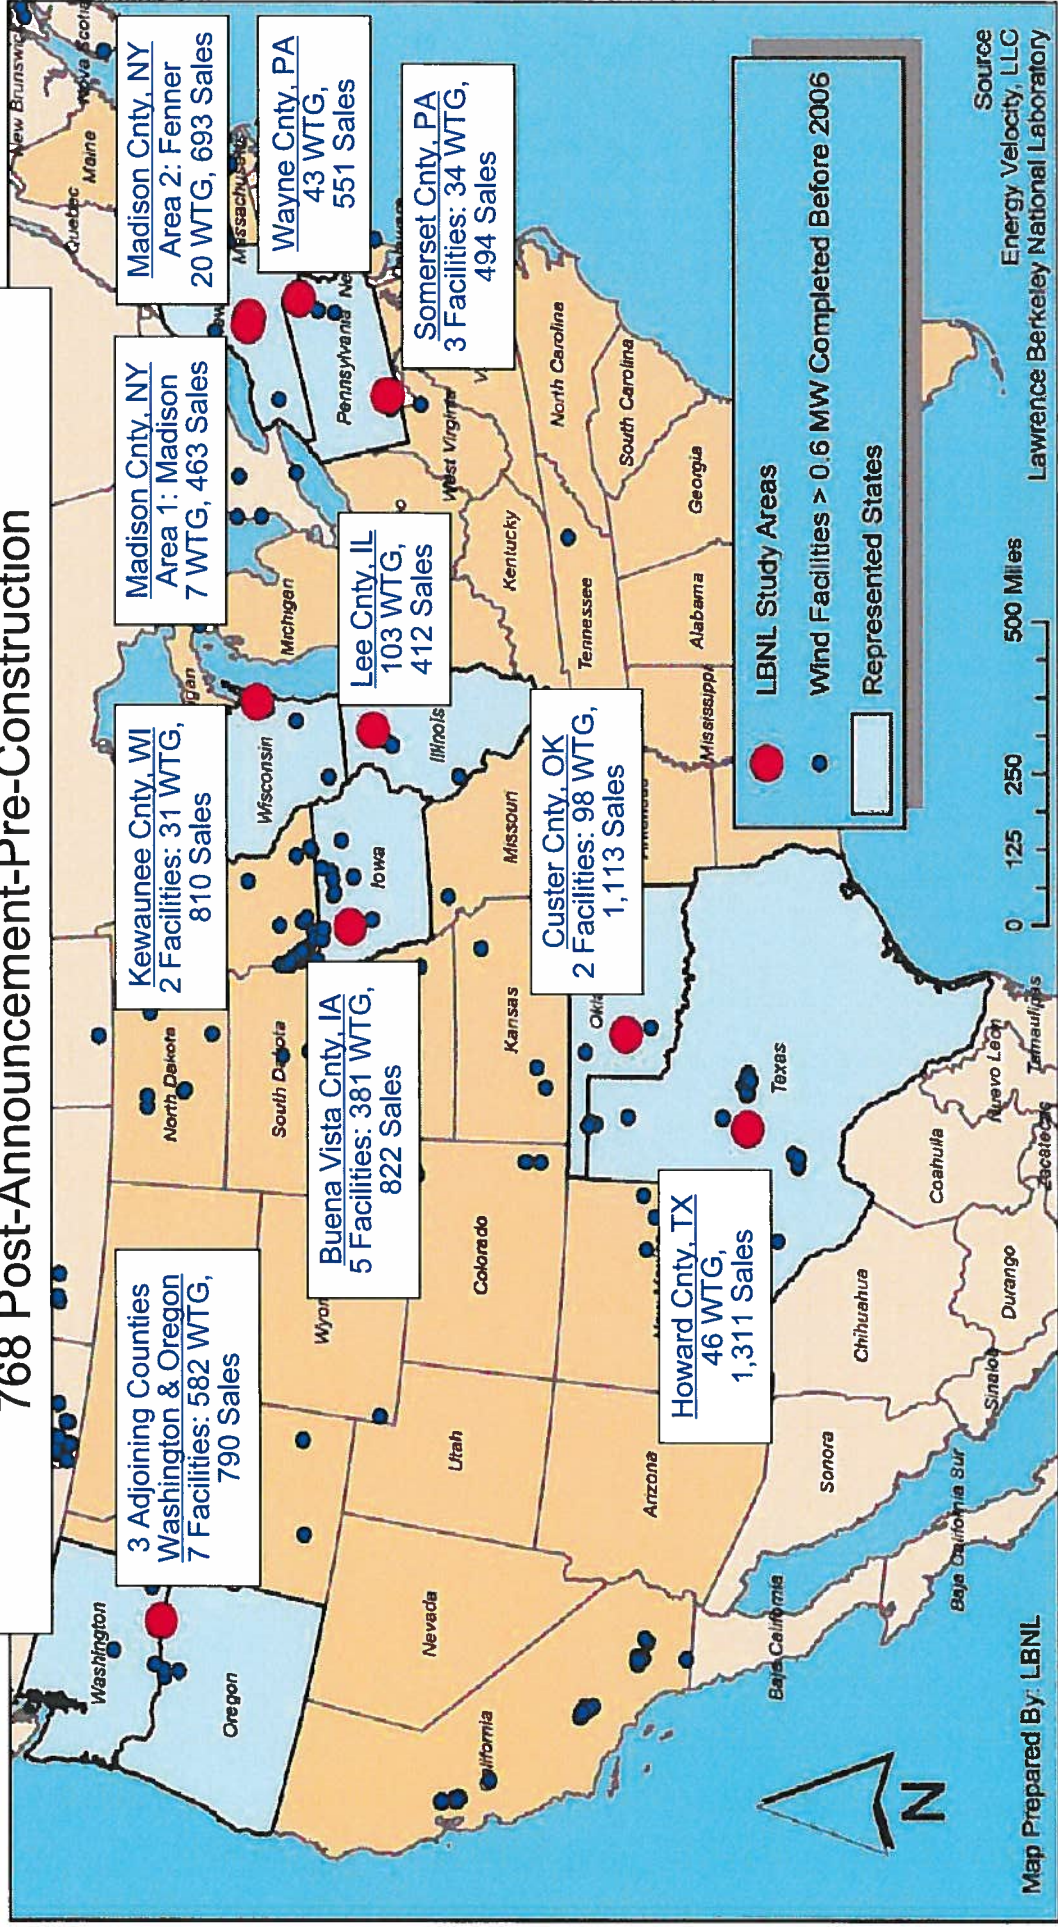 768 Post-Announcement-Pre-Construction
3 Adjoining Counties
Washington & Oregon
7 Facilities: 582 WTG,
790 Sales
Kewaunee Cnty, WI
2 Facilities: 31 WTG,
810 Sales
Madison Cnty, NY
Area 1: Madison
7 WTG, 463 Sales
Madison Cnty, NY
Area 2: Fenner
20 WTG, 693 Sales
Wayne Cnty, PA
43 WTG,
551 Sales
Somerset Cnty, PA
3 Facilities: 34 WTG,
494 Sales
Lee Cnty, IL
103 WTG,
412 Sales
Buena Vista Cnty, IA
5 Facilities: 381 WTG,
822 Sales
Custer Cnty, OK
2 Facilities: 98 WTG,
1,113 Sales
Howard Cnty, TX
46 WTG,
1,311 Sales
Washington
Oregon
California
Nevada
Utah
Arizona
Colorado
Wyom
North Dakota
South Dakota
Kansas
Okla
Texas
Iowa
Missouri
Wisconsin
igan
Michigan
Illinois
Kentucky
Tennessee
Mississippi
Alabama
Georgia
South Carolina
North Carolina
West Virginia
Pennsylvania
Ne
Massachuse
Delaware
Maine
Quebec
New Brunswick
Nova Scotia
Baja California
Baja California Sur
Sonora
Chihuahua
Sinaloa
Durango
Coahuila
Zacatecas
Nuevo Leon
Tamaulipas
LBNL Study Areas
Wind Facilities > 0.6 MW Completed Before 2006
Represented States
N
0 125 250 500 Miles
Map Prepared By: LBNL
Source
Energy Velocity, LLC
Lawrence Berkeley National Laboratory